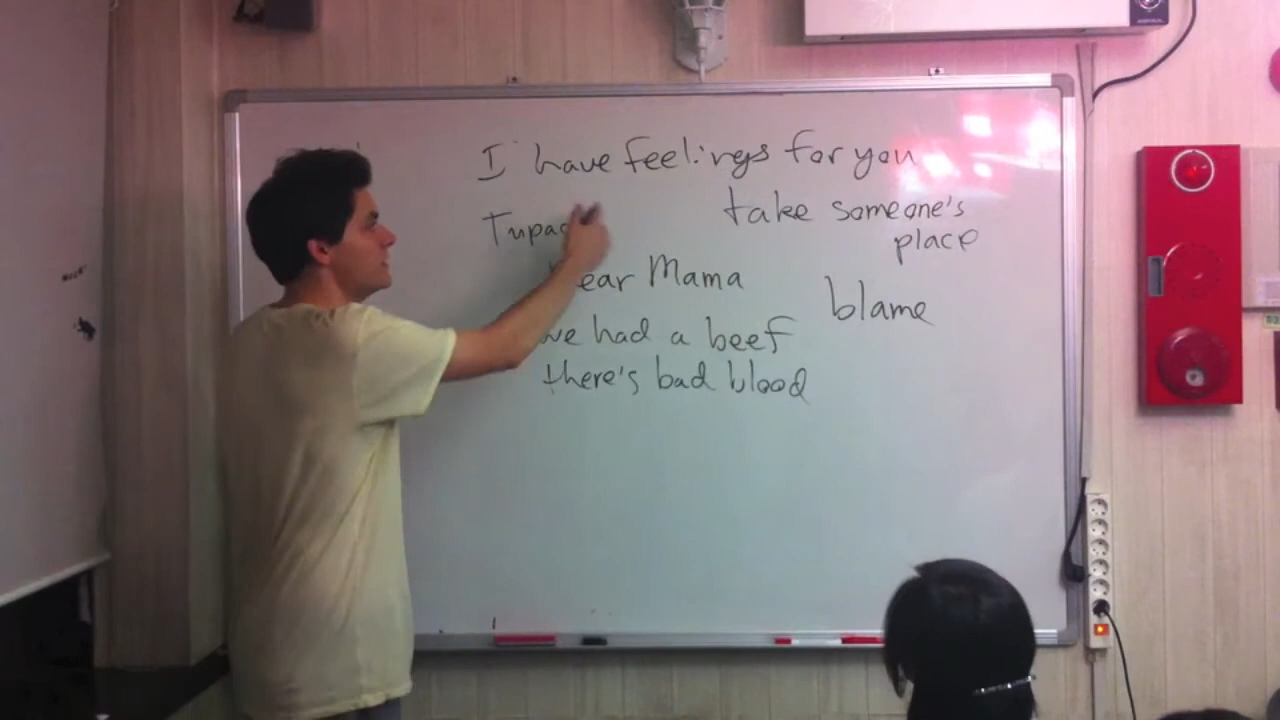 I have feelings for you
Tupac
take someone's
place
Dear Mama
blame
we had a beef
there's bad blood